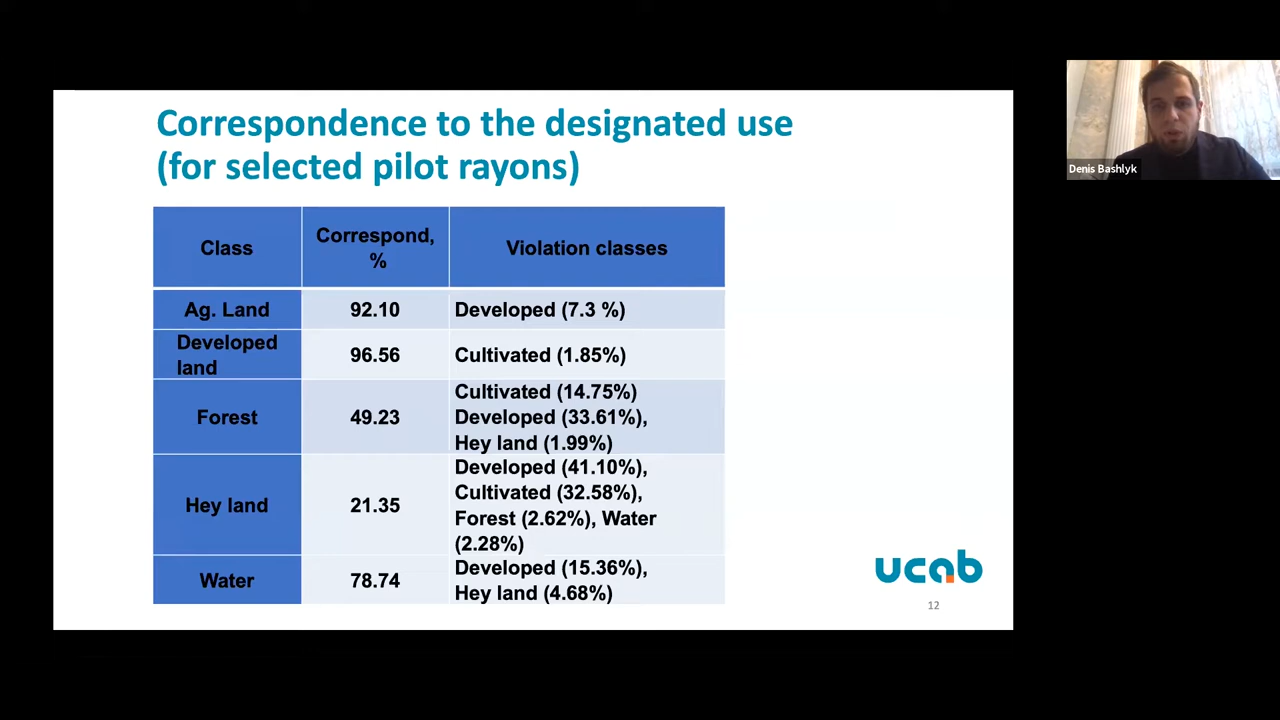 Correspondence to the designated use
(for selected pilot rayons)
Class
Correspond,
%
Violation classes
Ag. Land
92.10
Developed (7.3 %)
Developed
land
96.56
Cultivated (1.85%)
Forest
49.23
Cultivated (14.75%)
Developed (33.61%),
Hey land (1.99%)
Hey land
21.35
Developed (41.10%),
Cultivated (32.58%),
Forest (2.62%), Water
(2.28%)
Water
78.74
Developed (15.36%),
Hey land (4.68%)
ucab
12
Denis Bashlyk